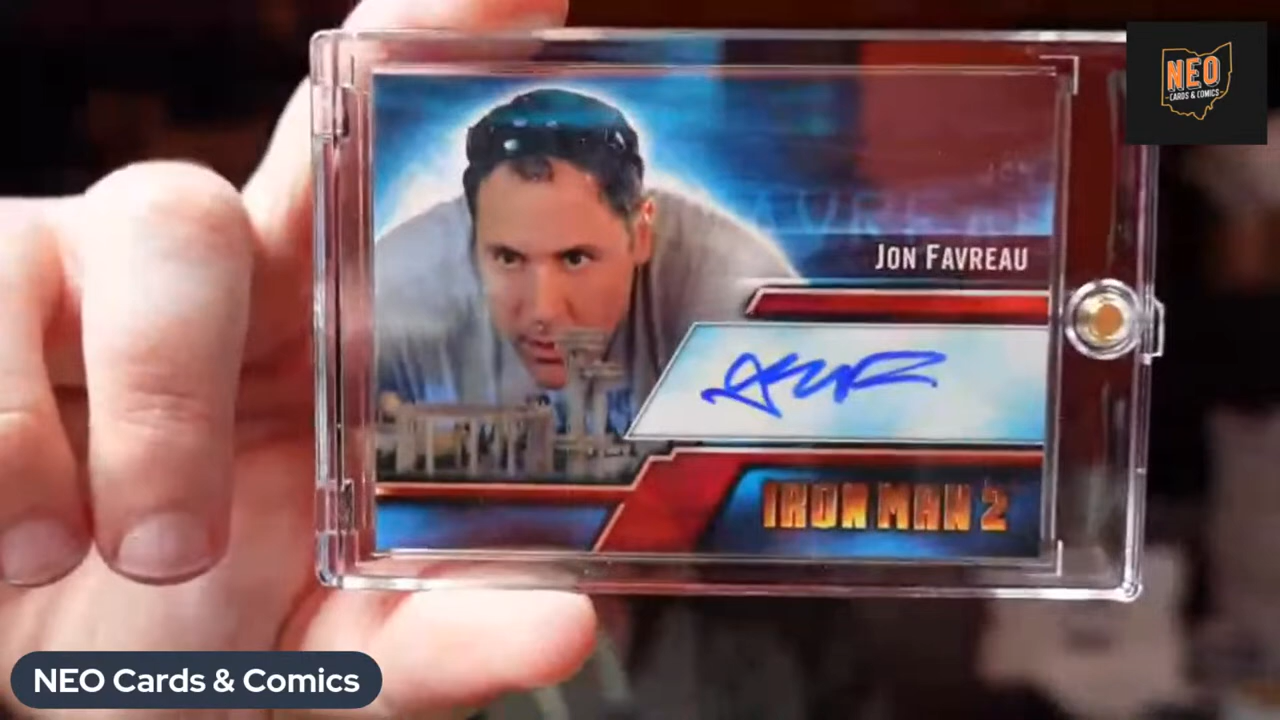 NEO
CARDS & COMICS
JON FAVREAU
IRON MAN 2
NEO Cards & Comics